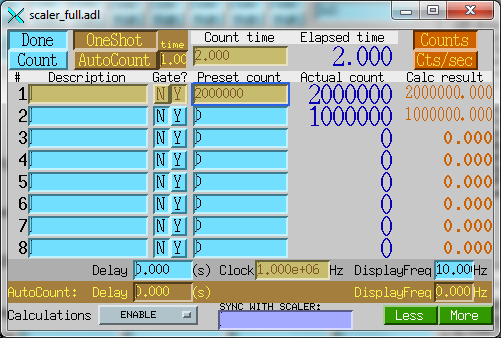 scaler_full.adl
Done OneShot time Count time Elapsed time Counts
Count AutoCount 1.00 2.000 2.000 Cts/sec
# Description Gate? Preset count Actual count Calc result
1 N Y 2000000 2000000 2000000.000
2 N Y 0 1000000 1000000.000
3 N Y 0 0 0.000
4 N Y 0 0 0.000
5 N Y 0 0 0.000
6 N Y 0 0 0.000
7 N Y 0 0 0.000
8 N Y 0 0 0.000
Delay 0.000 (s) Clock 1.000e+06 Hz DisplayFreq 10.00 Hz
AutoCount: Delay 0.000 (s) DisplayFreq 0.000 Hz
Calculations ENABLE SYNC WITH SCALER: Less More